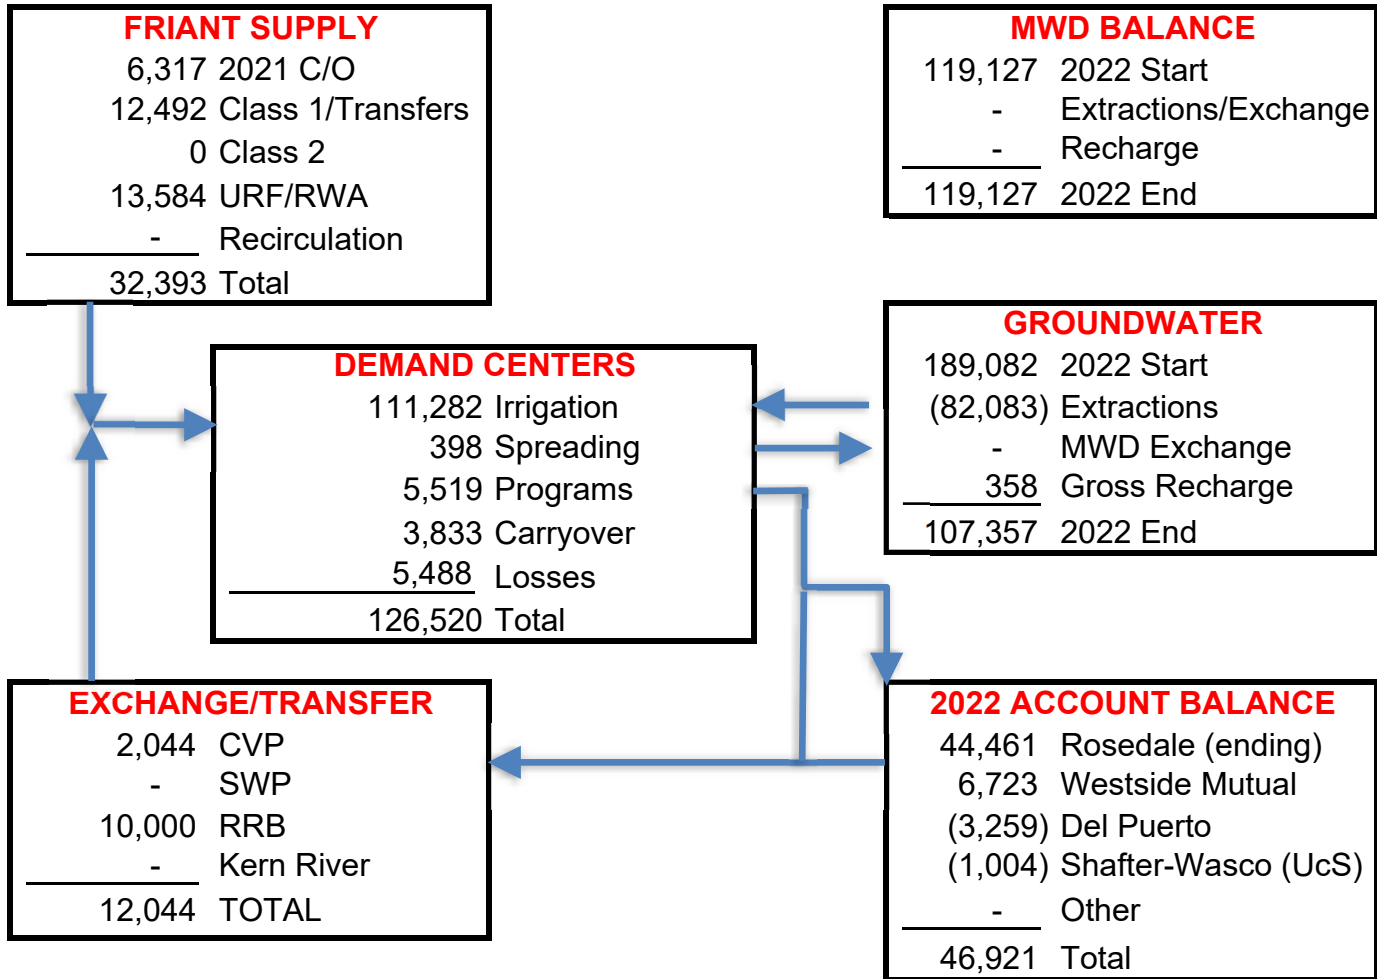 FRIANT SUPPLY
6,317 2021 C/O
12,492 Class 1/Transfers
0 Class 2
13,584 URF/RWA
- Recirculation
32,393 Total
MWD BALANCE
119,127 2022 Start
- Extractions/Exchange
- Recharge
119,127 2022 End
DEMAND CENTERS
111,282 Irrigation
398 Spreading
5,519 Programs
3,833 Carryover
5,488 Losses
126,520 Total
GROUNDWATER
189,082 2022 Start
(82,083) Extractions
- MWD Exchange
358 Gross Recharge
107,357 2022 End
EXCHANGE/TRANSFER
2,044 CVP
- SWP
10,000 RRB
- Kern River
12,044 TOTAL
2022 ACCOUNT BALANCE
44,461 Rosedale (ending)
6,723 Westside Mutual
(3,259) Del Puerto
(1,004) Shafter-Wasco (UcS)
- Other
46,921 Total